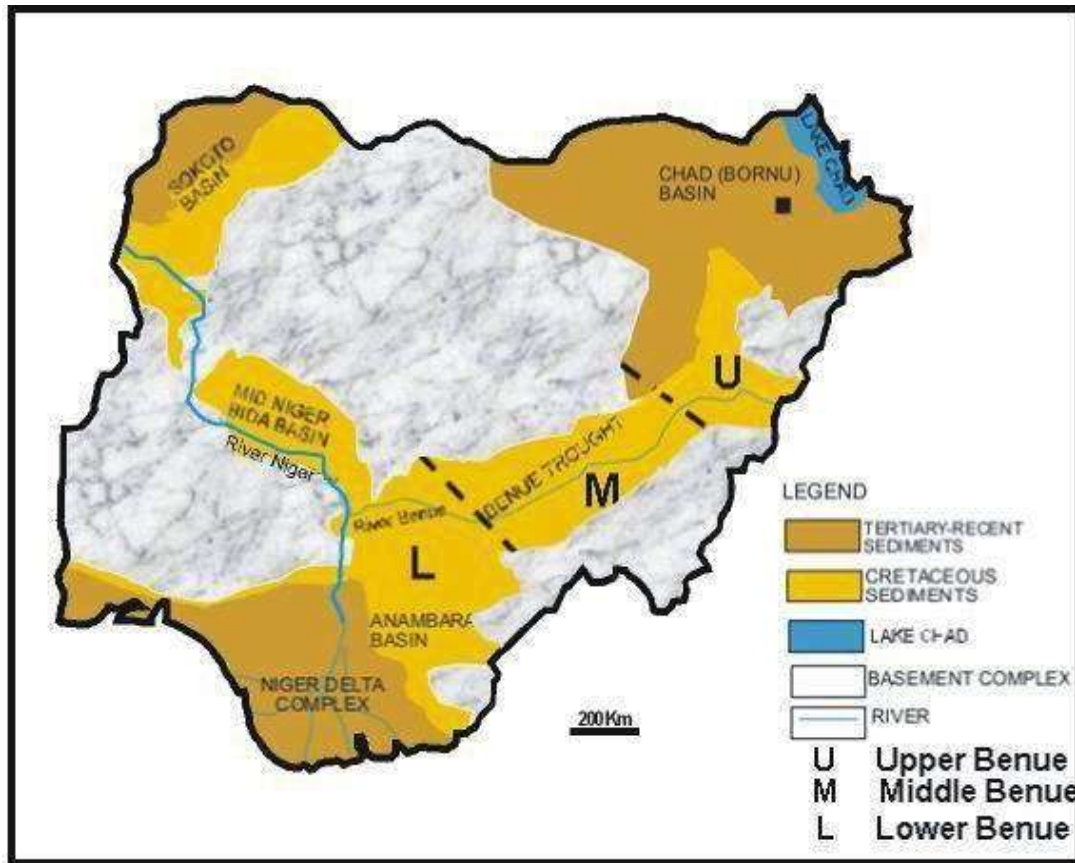 SOKOTO
BASIN
LAKE CHAD
CHAD (BORNU)
BASIN
MID NIGER
BIDA BASIN
River Niger
BENUE TROUGHT
River Benue
U
M
L
ANAMBARA
BASIN
NIGER DELTA
COMPLEX
200Km
LEGEND
TERTIARY-RECENT
SEDIMENTS
CRETACEOUS
SEDIMENTS
LAKE CHAD
BASEMENT COMPLEX
RIVER
U Upper Benue
M Middle Benue
L Lower Benue